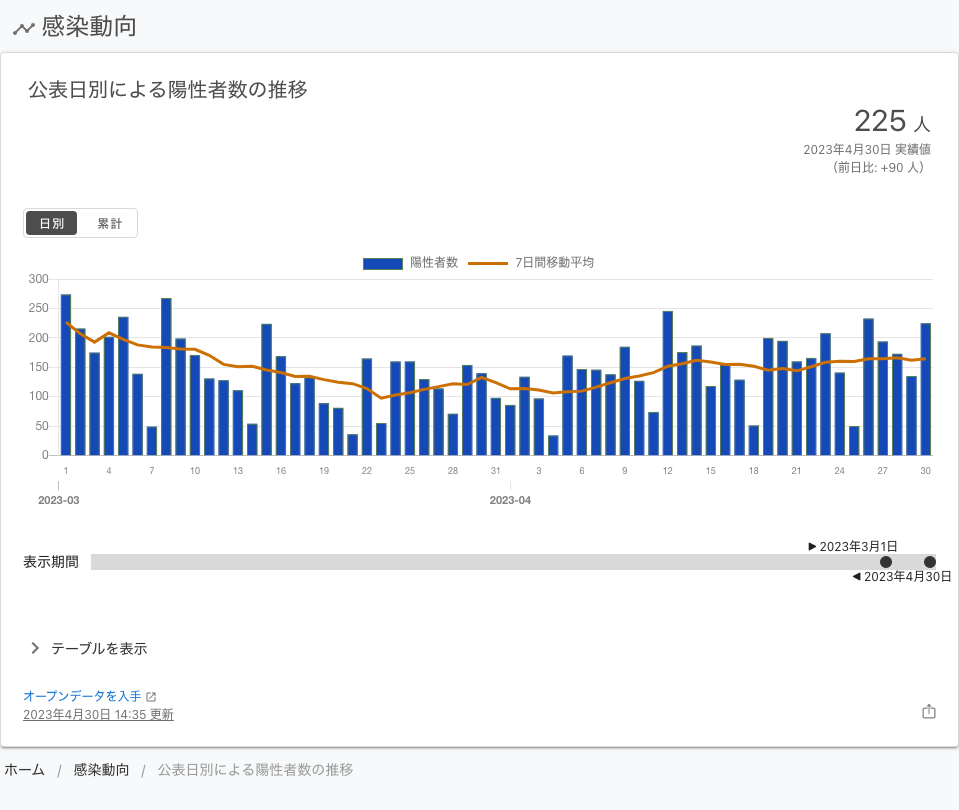 感染動向
公表日別による陽性者数の推移
225 人
2023年4月30日 実績値
（前日比: +90 人）
日別 累計
陽性者数 7日間移動平均
300
250
200
150
100
50
0
1 4 7 10 13 16 19 22 25 28 31 3 6 9 12 15 18 21 24 27 30
2023-03 2023-04
2023年3月1日
表示期間
2023年4月30日
テーブルを表示
オープンデータを入手
2023年4月30日 14:35 更新
ホーム / 感染動向 / 公表日別による陽性者数の推移